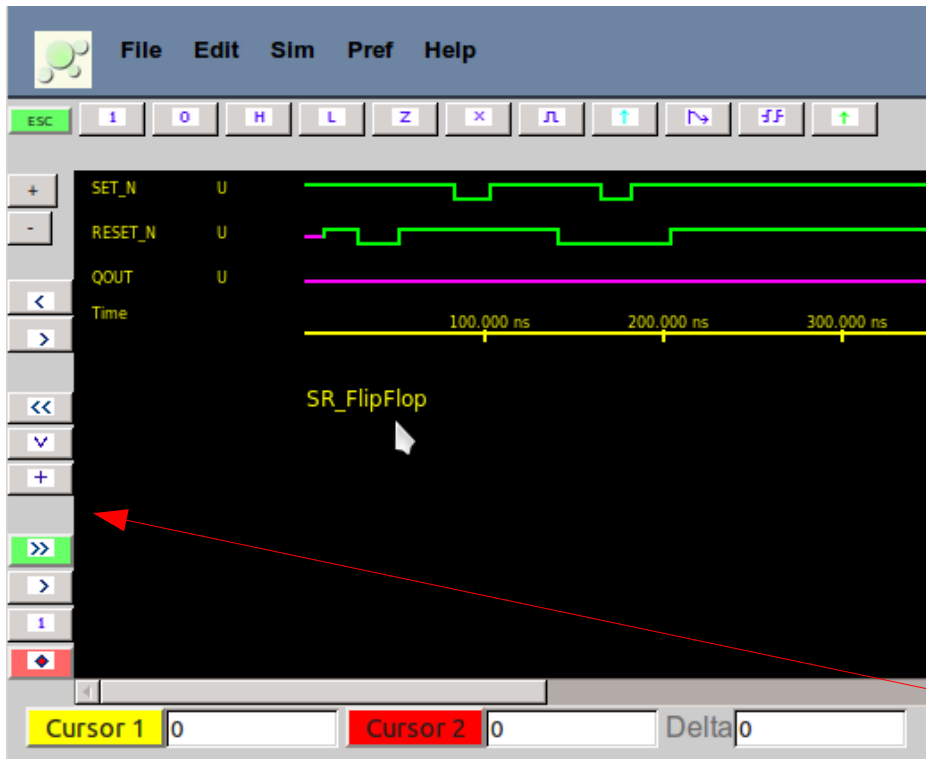 File Edit Sim Pref Help
ESC 1 0 H L Z X
+
SET_N U
-
RESET_N U
QOUT U
<
Time
100.000 ns 200.000 ns 300.000 ns
>
SR_FlipFlop
<<
+
>>
>
1
Cursor 1 0 Cursor 2 0 Delta 0